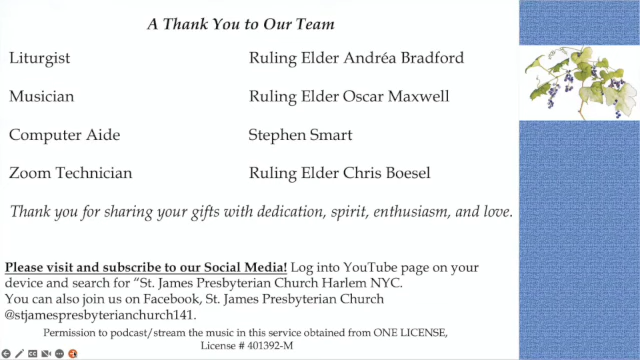 A Thank You to Our Team
Liturgist Ruling Elder Andréa Bradford
Musician Ruling Elder Oscar Maxwell
Computer Aide Stephen Smart
Zoom Technician Ruling Elder Chris Boesel
Thank you for sharing your gifts with dedication, spirit, enthusiasm, and love.
Please visit and subscribe to our Social Media! Log into YouTube page on your
device and search for “St. James Presbyterian Church Harlem NYC.
You can also join us on Facebook, St. James Presbyterian Church
@stjamespresbyterianchurch141.
Permission to podcast/stream the music in this service obtained from ONE LICENSE,
License # 401392-M